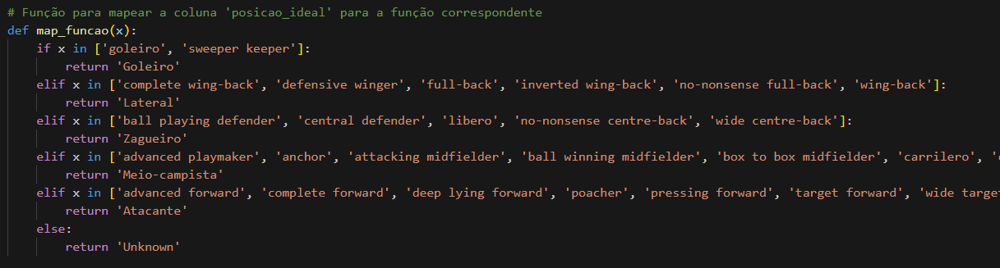 # Função para mapear a coluna 'posicao_ideal' para a função correspondente
def map_funcao(x):
    if x in ['goleiro', 'sweeper keeper']:
        return 'Goleiro'
    elif x in ['complete wing-back', 'defensive winger', 'full-back', 'inverted wing-back', 'no-nonsense full-back', 'wing-back']:
        return 'Lateral'
    elif x in ['ball playing defender', 'central defender', 'libero', 'no-nonsense centre-back', 'wide centre-back']:
        return 'Zagueiro'
    elif x in ['advanced playmaker', 'anchor', 'attacking midfielder', 'ball winning midfielder', 'box to box midfielder', 'carrilero', '
        return 'Meio-campista'
    elif x in ['advanced forward', 'complete forward', 'deep lying forward', 'poacher', 'pressing forward', 'target forward', 'wide
        return 'Atacante'
    else:
        return 'Unknown'